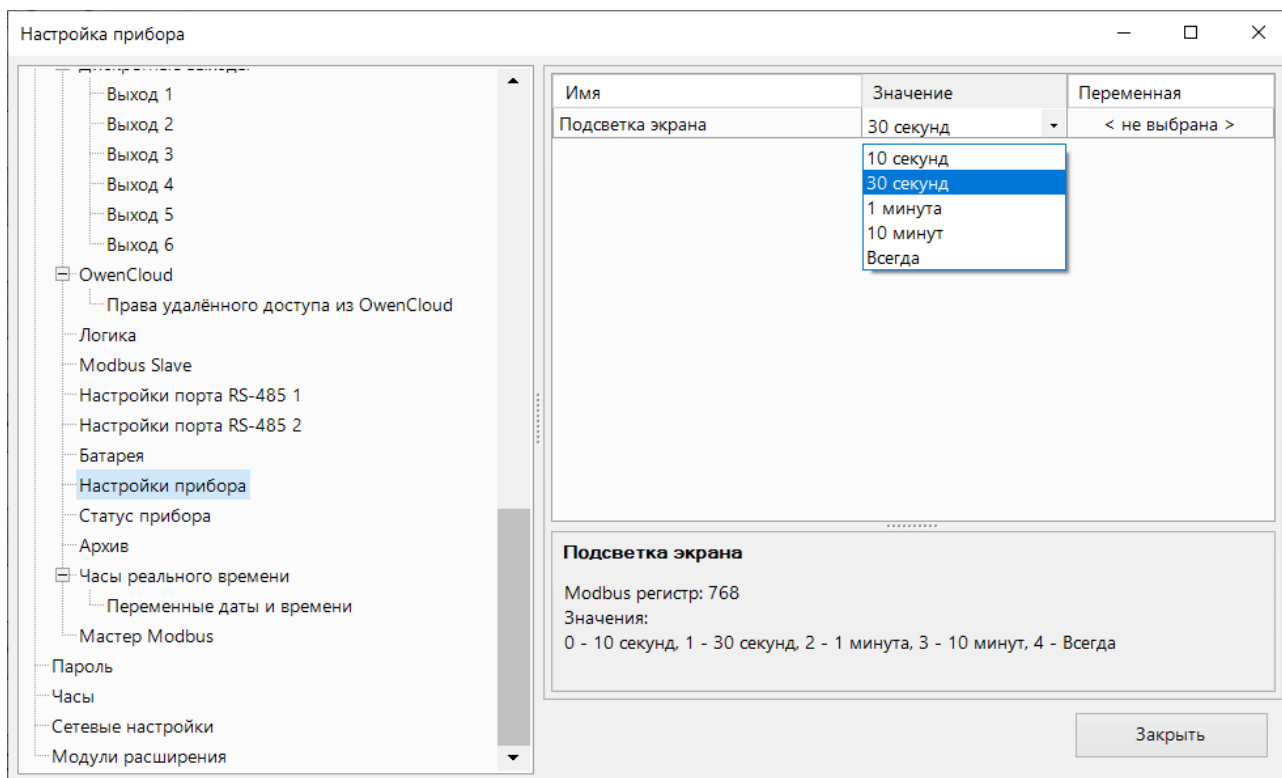 Настройка прибора
Выход 1
Выход 2
Выход 3
Выход 4
Выход 5
Выход 6
OwenCloud
Права удалённого доступа из OwenCloud
Логика
Modbus Slave
Настройки порта RS-485 1
Настройки порта RS-485 2
Батарея
Настройки прибора
Статус прибора
Архив
Часы реального времени
Переменные даты и времени
Мастер Modbus
Пароль
Часы
Сетевые настройки
Модули расширения
Имя Значение Переменная
Подсветка экрана 30 секунд < не выбрана >
10 секунд
30 секунд
1 минута
10 минут
Всегда
Подсветка экрана
Modbus регистр: 768
Значения:
0 - 10 секунд, 1 - 30 секунд, 2 - 1 минута, 3 - 10 минут, 4 - Всегда
Закрыть